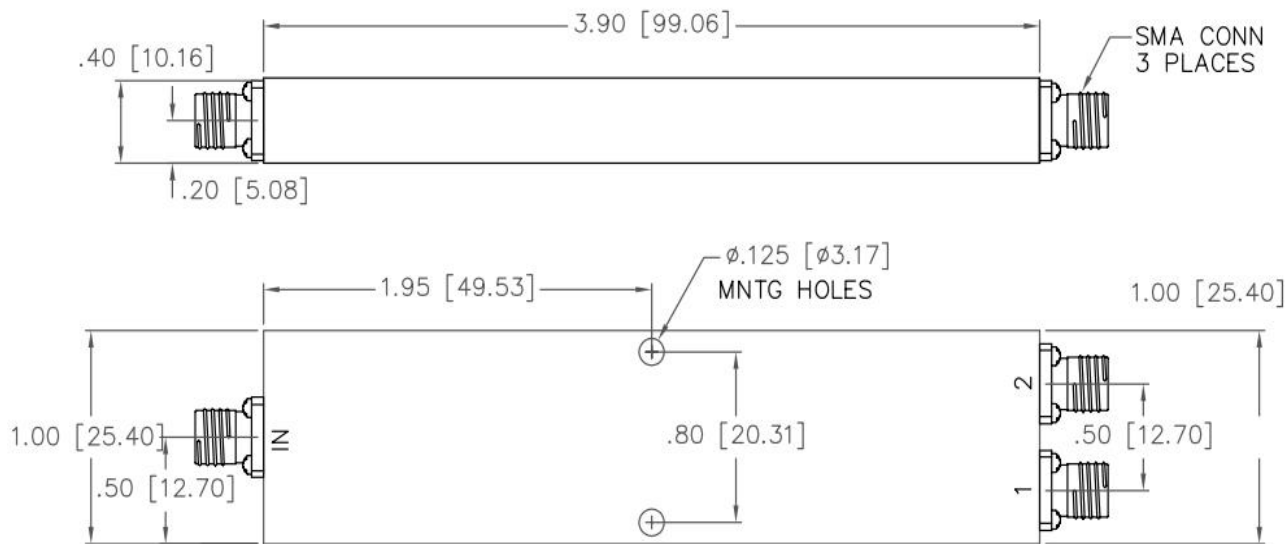 3.90 [99.06]
SMA CONN
3 PLACES
.40 [10.16]
.20 [5.08]
ø.125 [ø3.17]
MNTG HOLES
1.95 [49.53]
1.00 [25.40]
2
1.00 [25.40]
IN
.80 [20.31]
.50 [12.70]
.50 [12.70]
1